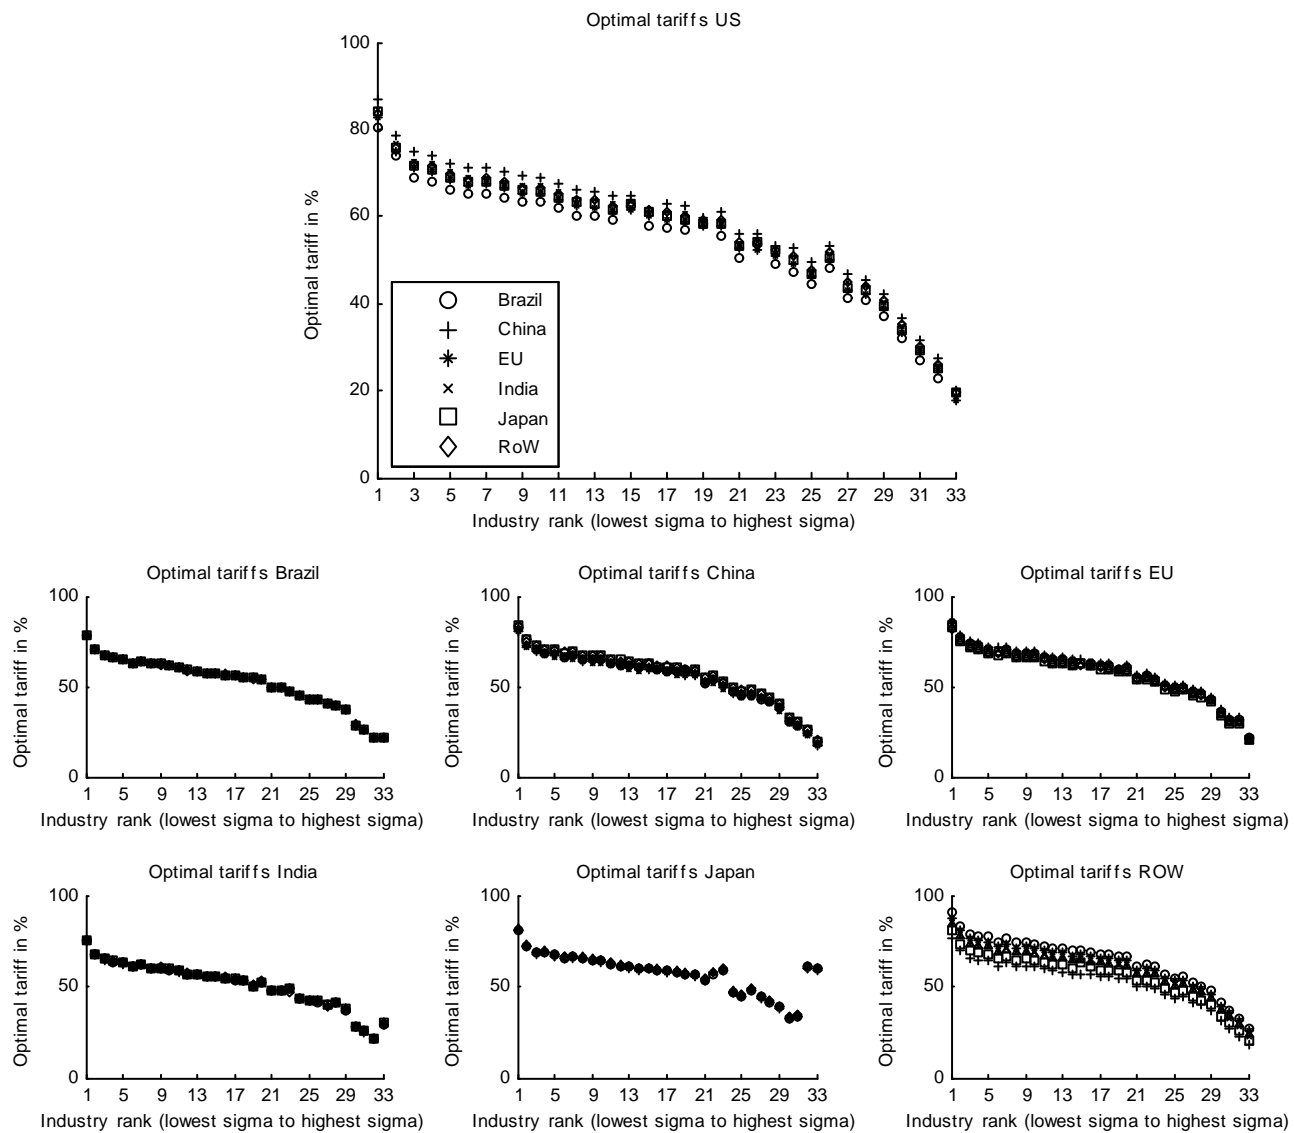 Optimal tariffs US
100
80
60
40
20
0
Optimal tariff in %
Brazil
China
EU
India
Japan
RoW
1 3 5 7 9 11 13 15 17 19 21 23 25 27 29 31 33
Industry rank (lowest sigma to highest sigma)
Optimal tariffs Brazil
100
50
0
Optimal tariff in %
1 5 9 13 17 21 25 29 33
Industry rank (lowest sigma to highest sigma)
Optimal tariffs China
100
50
0
Optimal tariff in %
1 5 9 13 17 21 25 29 33
Industry rank (lowest sigma to highest sigma)
Optimal tariffs EU
100
50
0
Optimal tariff in %
1 5 9 13 17 21 25 29 33
Industry rank (lowest sigma to highest sigma)
Optimal tariffs India
100
50
0
Optimal tariff in %
1 5 9 13 17 21 25 29 33
Industry rank (lowest sigma to highest sigma)
Optimal tariffs Japan
100
50
0
Optimal tariff in %
1 5 9 13 17 21 25 29 33
Industry rank (lowest sigma to highest sigma)
Optimal tariffs ROW
100
50
0
Optimal tariff in %
1 5 9 13 17 21 25 29 33
Industry rank (lowest sigma to highest sigma)